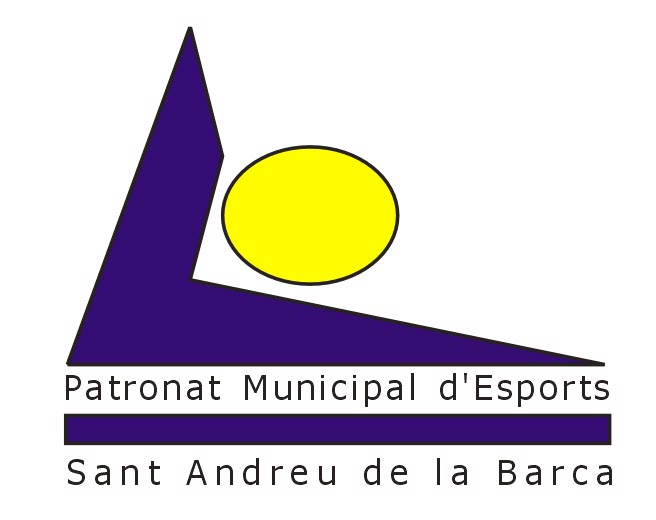 Patronat Municipal d'Esports
Sant Andreu de la Barca